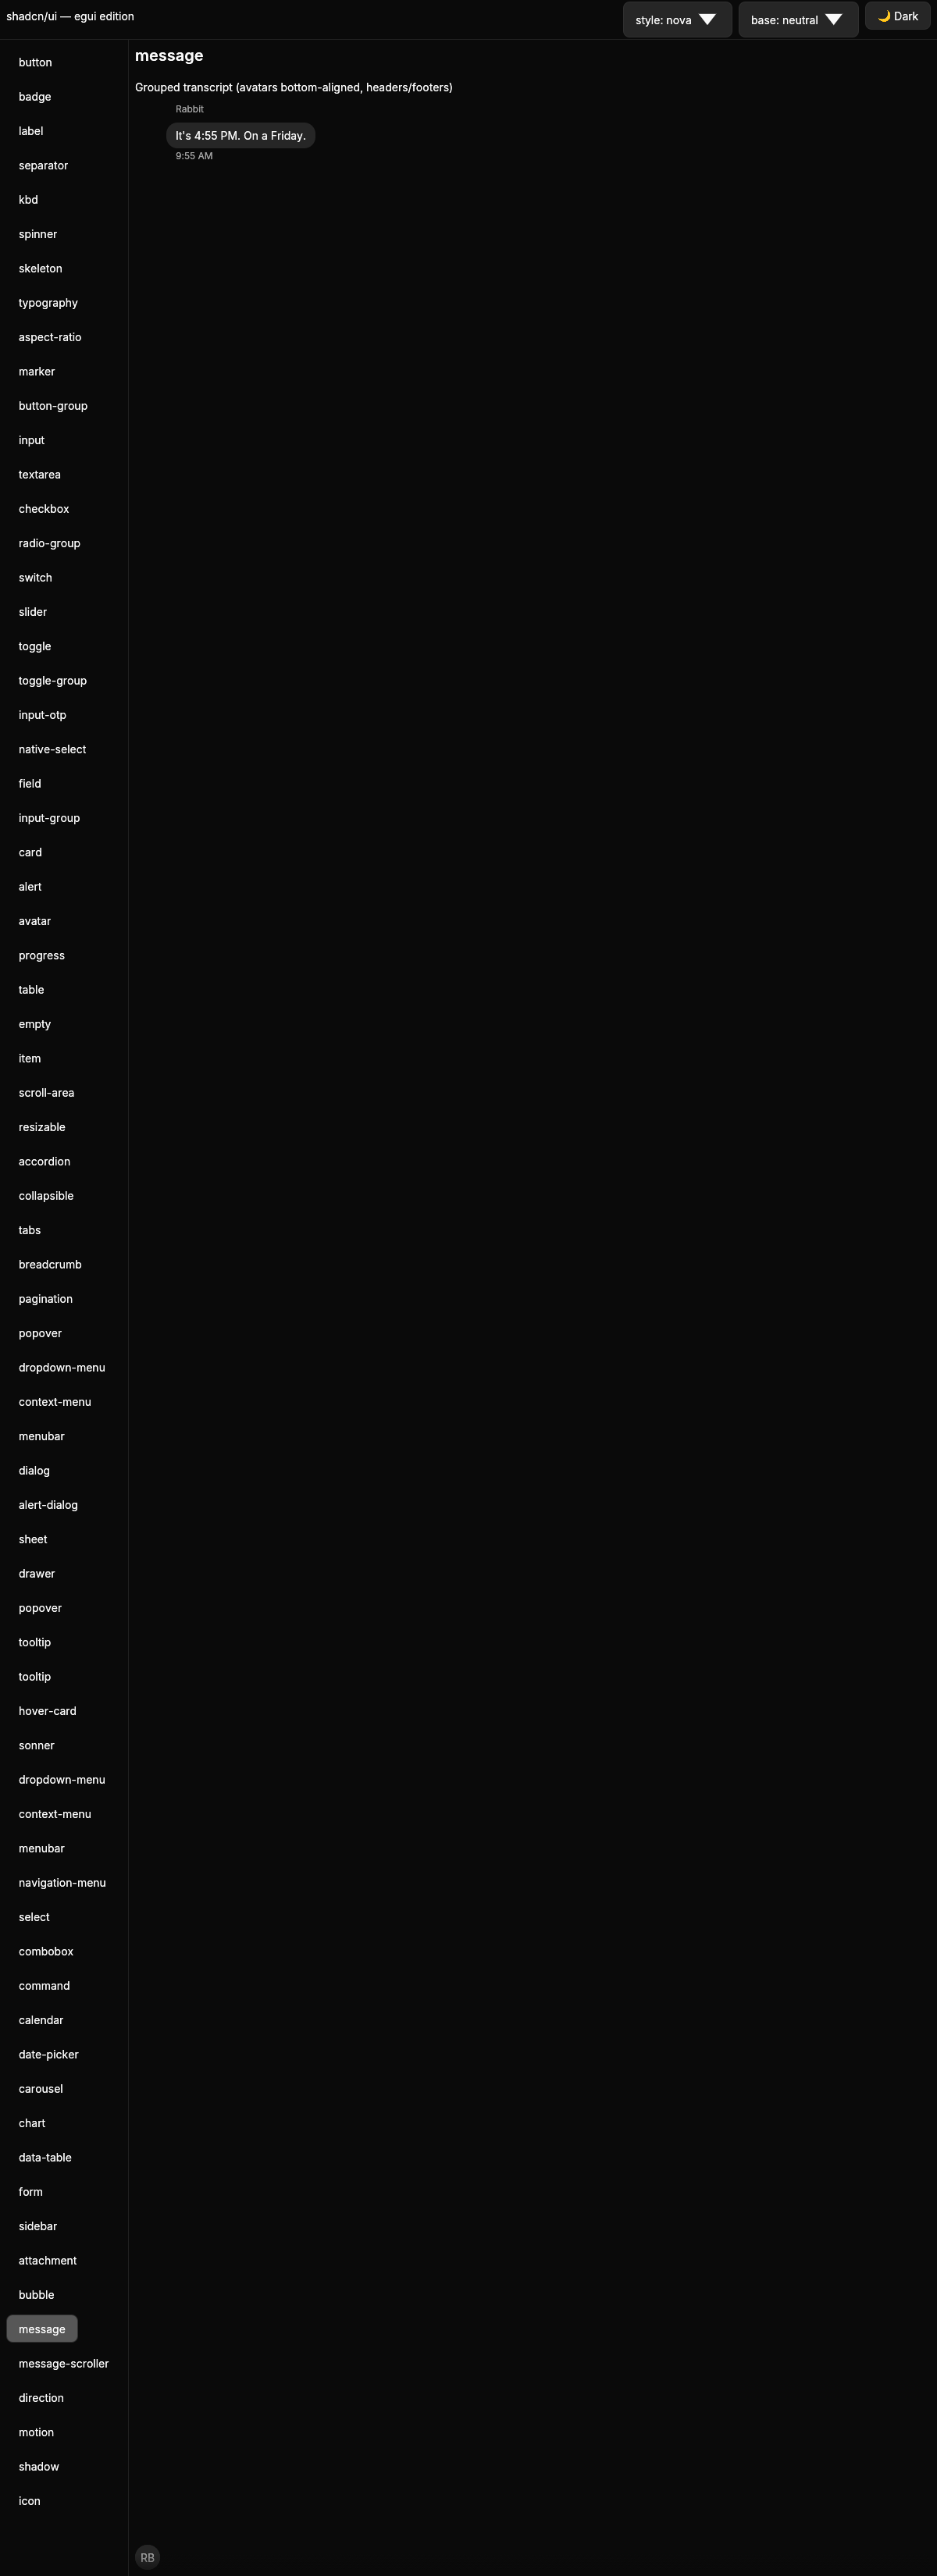 shadcn/ui — egui edition
style: nova
base: neutral
🌙 Dark
button
badge
label
separator
kbd
spinner
skeleton
typography
aspect-ratio
marker
button-group
input
textarea
checkbox
radio-group
switch
slider
toggle
toggle-group
input-otp
native-select
field
input-group
card
alert
avatar
progress
table
empty
item
scroll-area
resizable
accordion
collapsible
tabs
breadcrumb
pagination
popover
dropdown-menu
context-menu
menubar
dialog
alert-dialog
sheet
drawer
popover
tooltip
tooltip
hover-card
sonner
dropdown-menu
context-menu
menubar
navigation-menu
select
combobox
command
calendar
date-picker
carousel
chart
data-table
form
sidebar
attachment
bubble
message
message-scroller
direction
motion
shadow
icon
message
Grouped transcript (avatars bottom-aligned, headers/footers)
Rabbit
It's 4:55 PM. On a Friday.
9:55 AM
RB